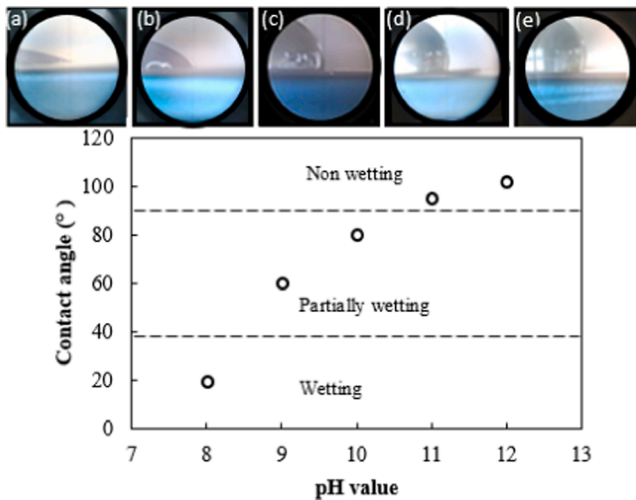 (a) (b) (c) (d) (e)
120
100
80
60
40
20
0
Contact angle (° )
Non wetting
Partially wetting
Wetting
7 8 9 10 11 12 13
pH value